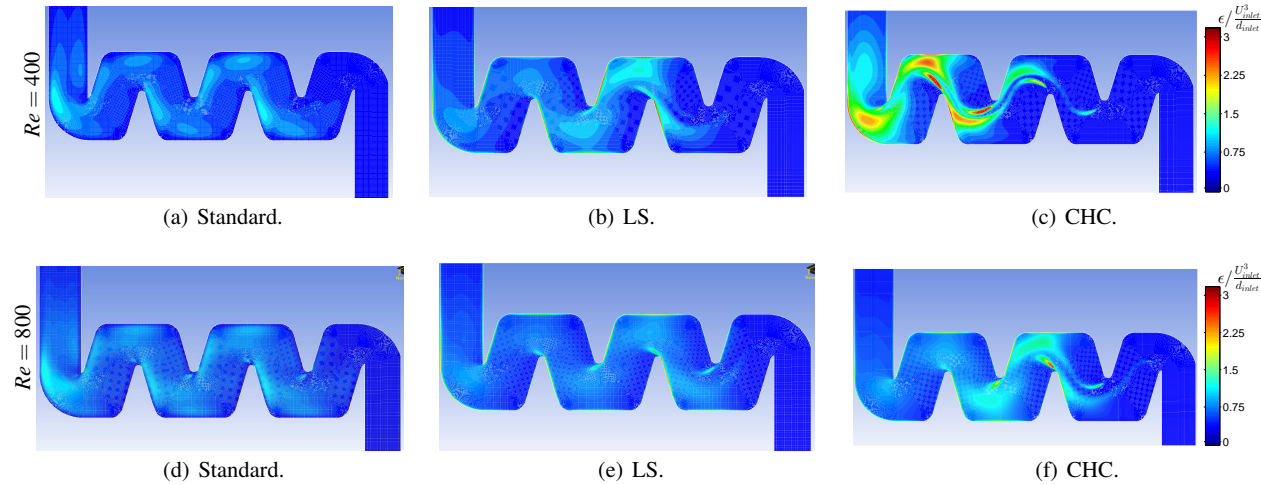 Re = 400
ϵ/ U³inlet / dinlet
3
2.25
1.5
0.75
0
(a) Standard.
(b) LS.
(c) CHC.
Re = 800
ϵ/ U³inlet / dinlet
3
2.25
1.5
0.75
0
(d) Standard.
(e) LS.
(f) CHC.